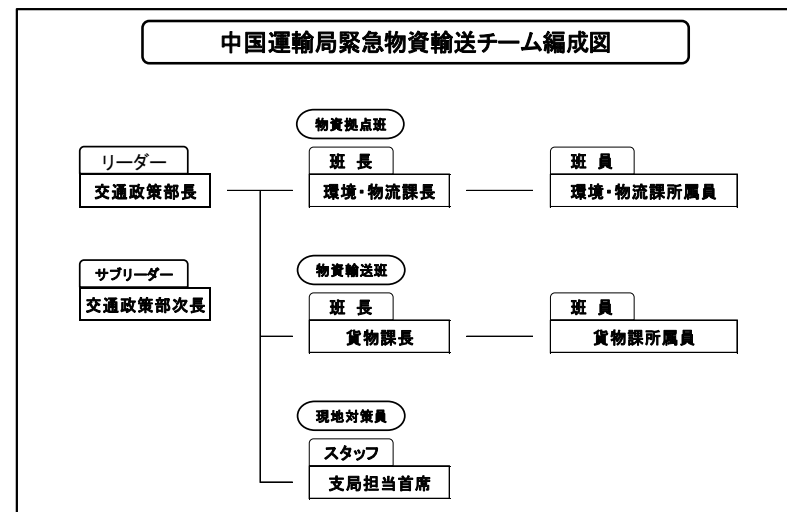 中国運輸局緊急物資輸送チーム編成図
物資拠点班
リーダー
交通政策部長
班 長
環境・物流課長
班 員
環境・物流課所属員
サブリーダー
交通政策部次長
物資輸送班
班 長
貨物課長
班 員
貨物課所属員
現地対策員
スタッフ
支局担当首席